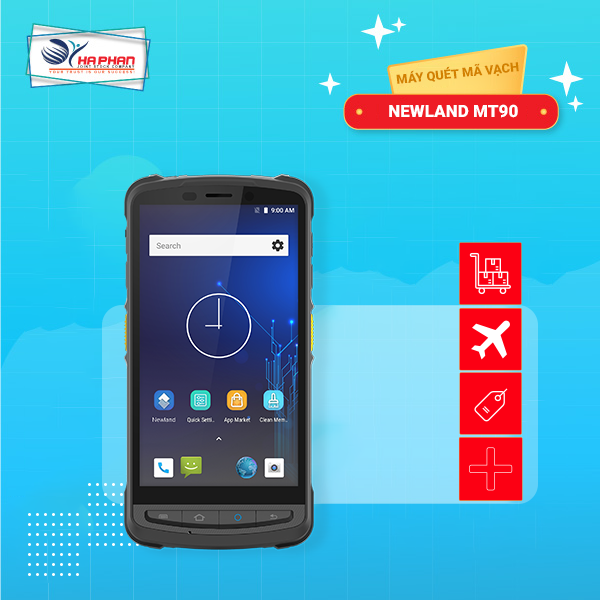 HA PHAN
JOINT STOCK COMPANY
YOUR TRUST IS OUR SUCCESS!
MÁY QUÉT MÃ VẠCH
NEWLAND MT90
9:00 AM
Search
Newland
Quick Setti...
App Market
Clean Mem...